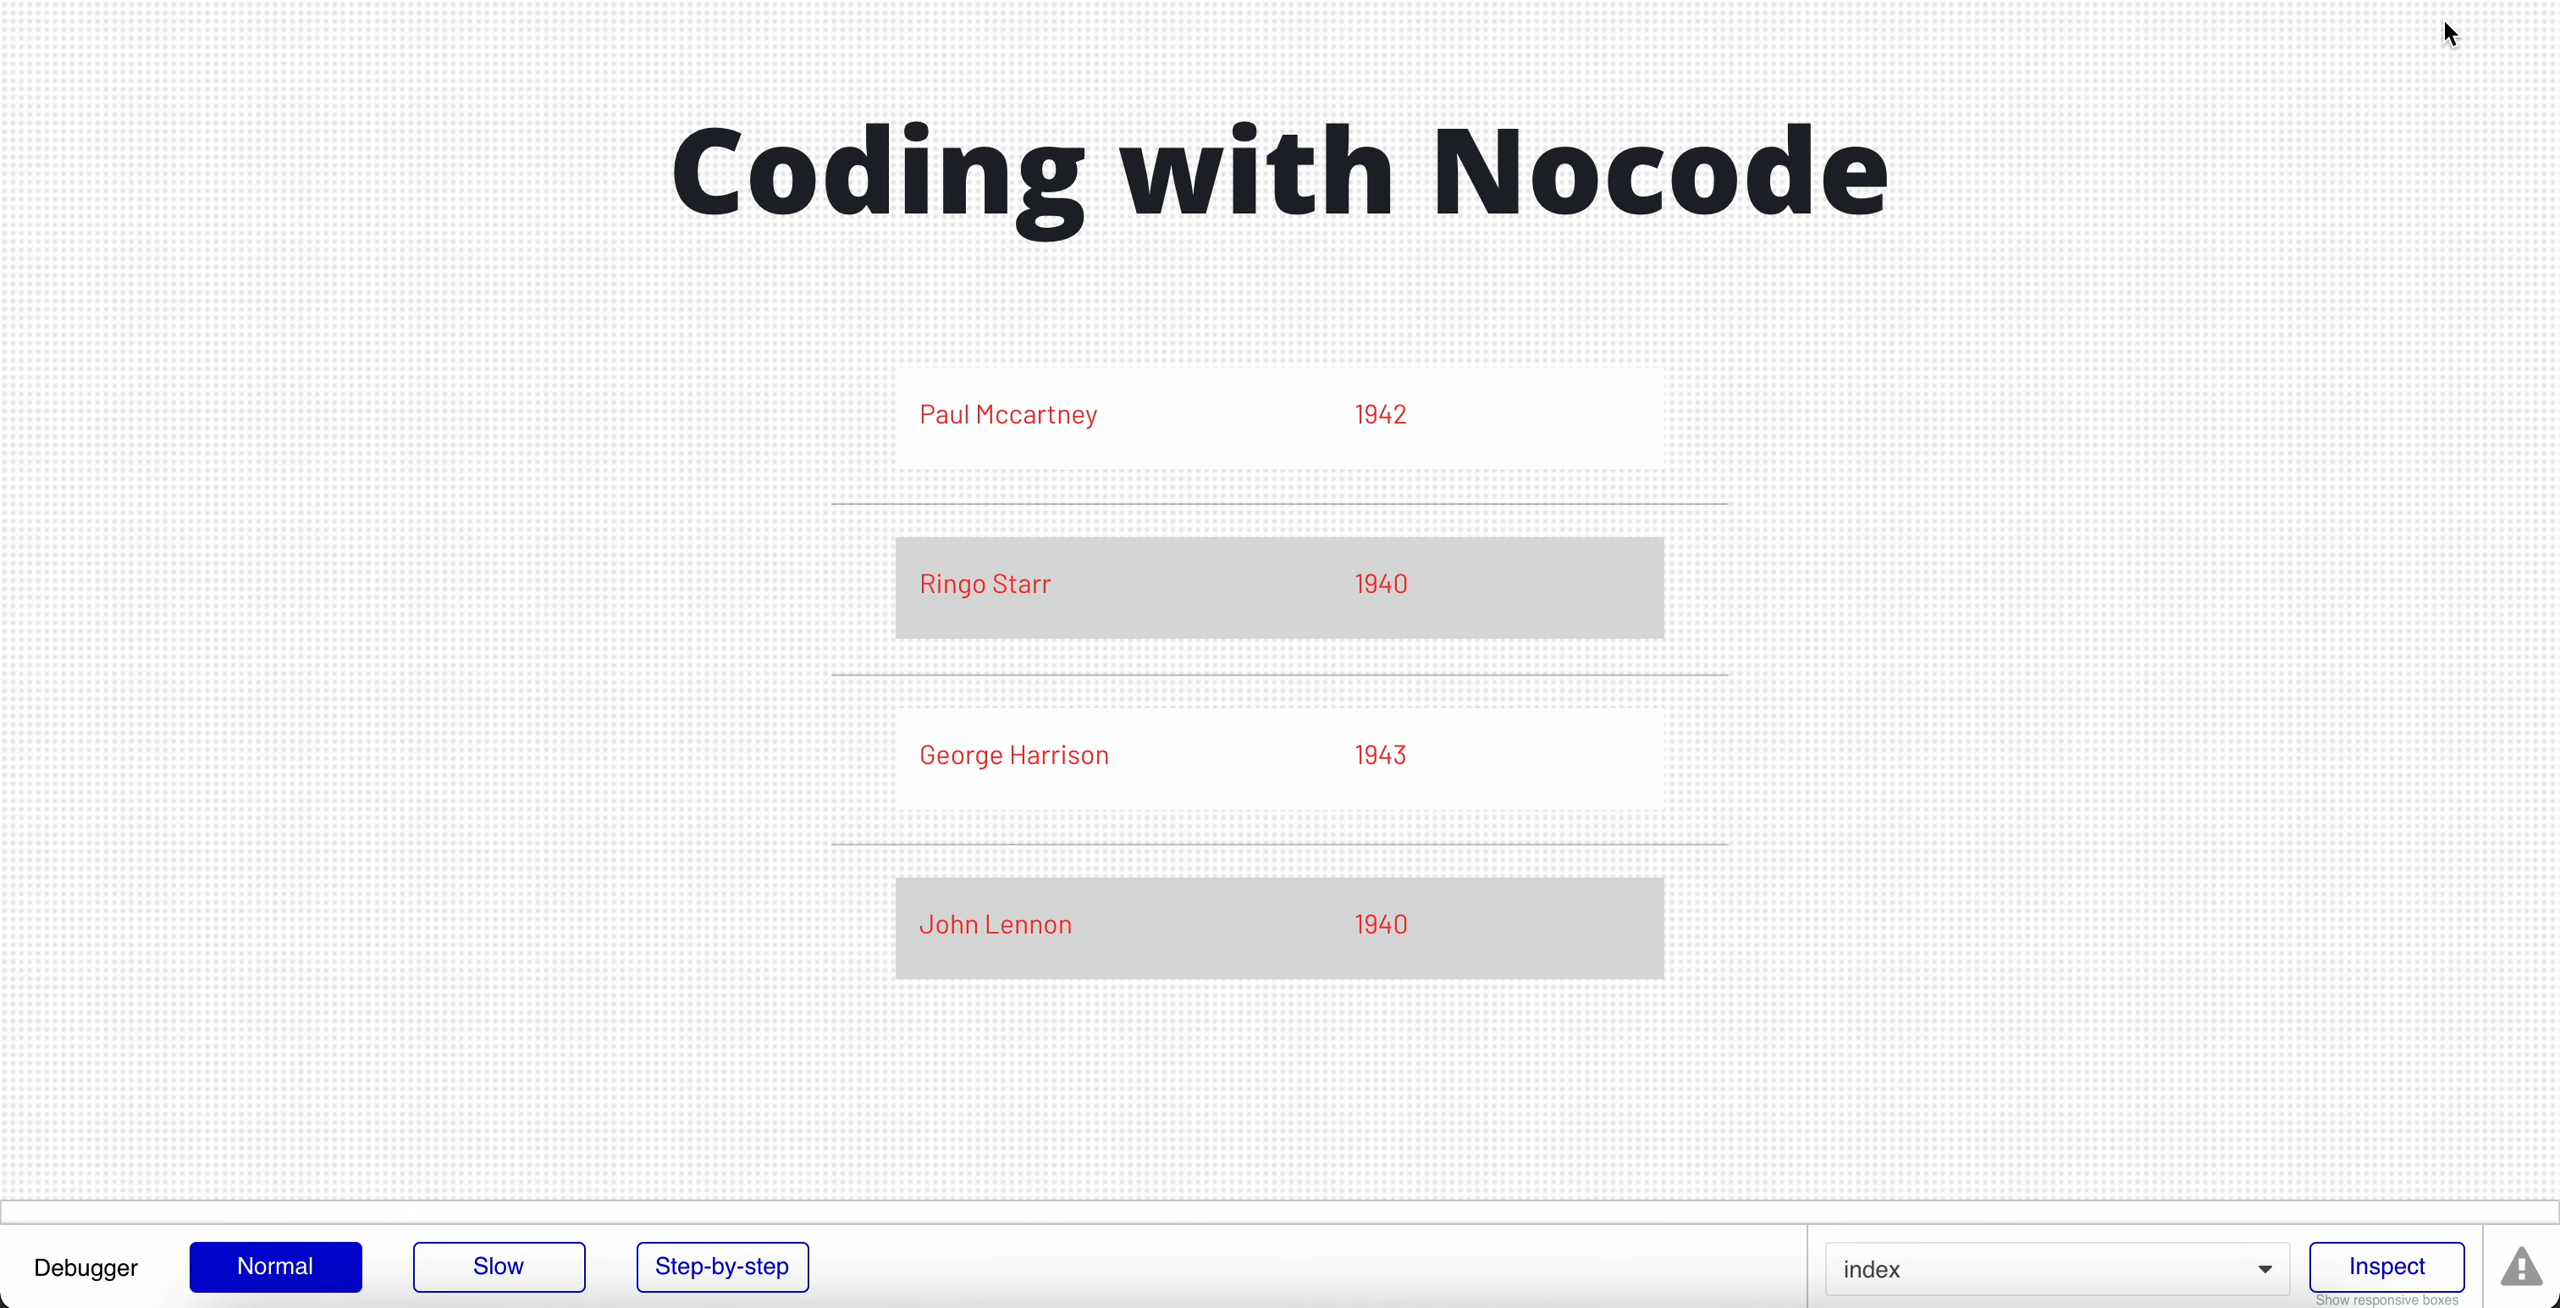 Coding with Nocode
Paul Mccartney 1942
Ringo Starr 1940
George Harrison 1943
John Lennon 1940
Debugger Normal Slow Step-by-step index Inspect
Show responsive boxes